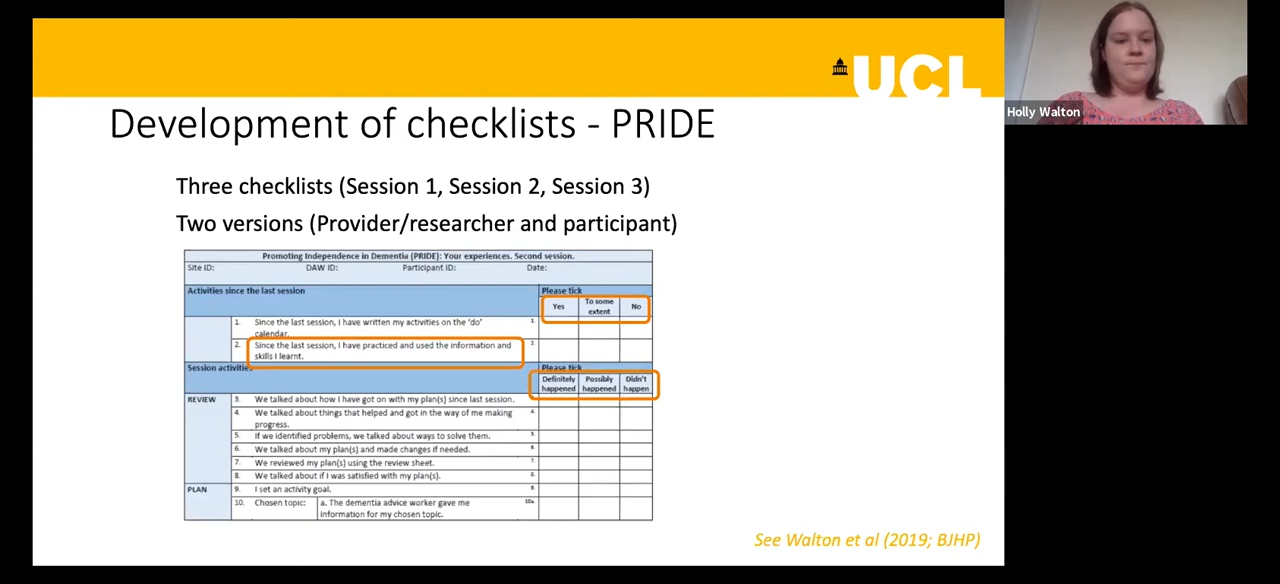 UCL
Holly Walton
Development of checklists - PRIDE
Three checklists (Session 1, Session 2, Session 3)
Two versions (Provider/researcher and participant)
Promoting Independence in Dementia (PRIDE): Your experiences. Second session.
Site ID: DAW ID: Participant ID: Date:
Activities since the last session Please tick
Yes To some extent No
1. Since the last session, I have written my activities on the 'do' 1.
calendar.
2. Since the last session, I have practiced and used the information and 2.
skills I learnt.
Session activities Please tick
Definitely happened Possibly happened Didn't happen
REVIEW 3. We talked about how I have got on with my plan(s) since last session.
4. We talked about things that helped and got in the way of me making 4.
progress.
5. If we identified problems, we talked about ways to solve them. 5.
6. We talked about my plan(s) and made changes if needed. 6.
7. We reviewed my plan(s) using the review sheet. 7.
8. We talked about if I was satisfied with my plan(s). 8.
PLAN 9. I set an activity goal. 9.
10. Chosen topic: a. The dementia advice worker gave me 10a
information for my chosen topic.
See Walton et al (2019; BJHP)